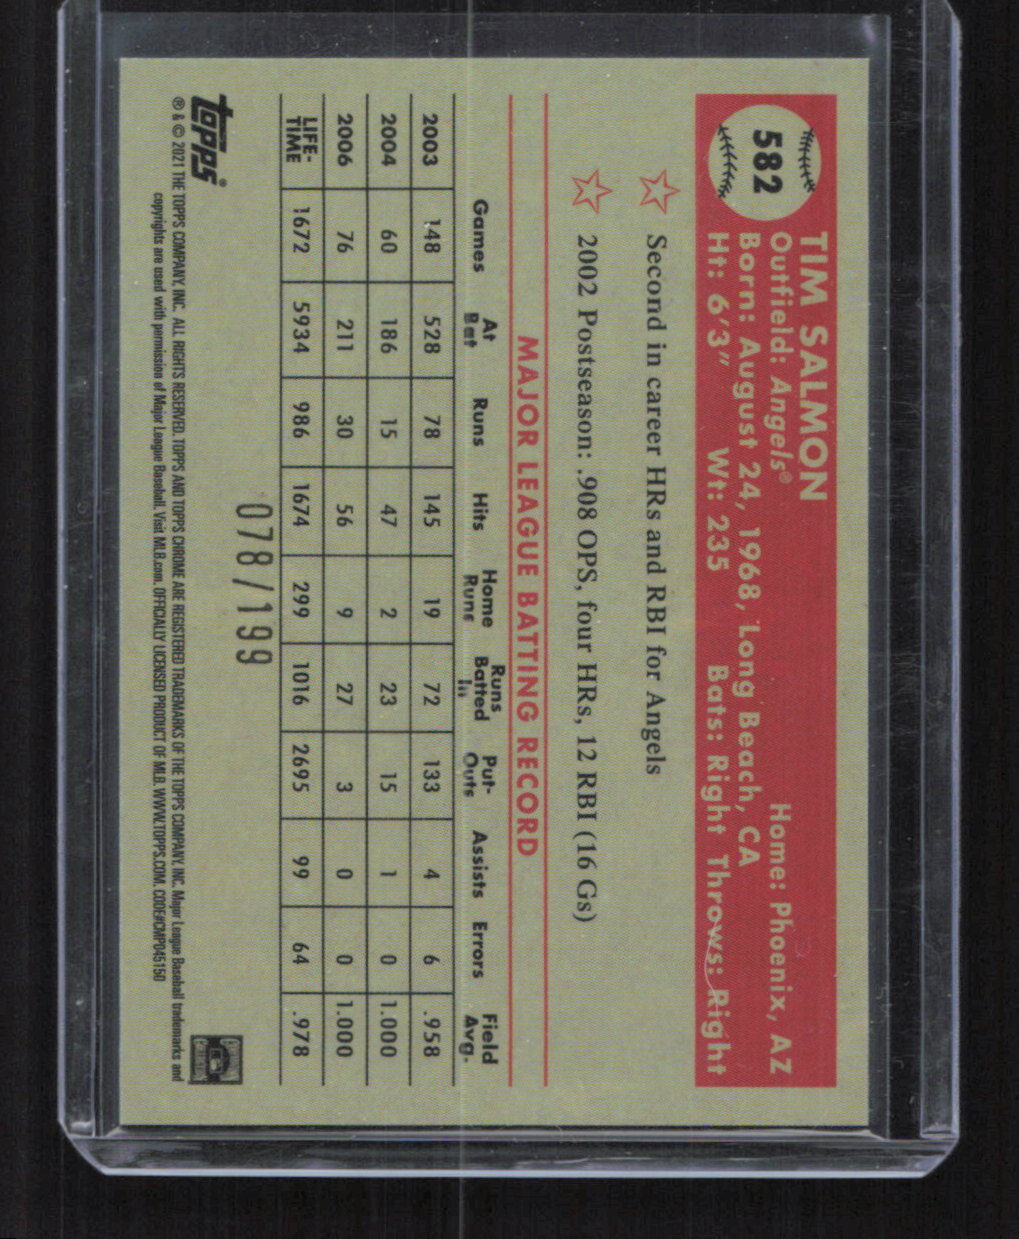 582
TIM SALMON
Outfield: Angels® Home: Phoenix, AZ
Born: August 24, 1968, Long Beach, CA
Ht: 6'3" Wt: 235 Bats: Right Throws: Right
Second in career HRs and RBI for Angels
2002 Postseason: .908 OPS, four HRs, 12 RBI (16 Gs)
MAJOR LEAGUE BATTING RECORD
Games At Bat Runs Hits Home Runs Runs Batted In Put-Outs Assists Errors Field Avg.
2003 148 528 78 145 19 72 133 4 6 .958
2004 60 186 15 47 2 23 15 1 0 1.000
2006 76 211 30 56 9 27 3 0 0 1.000
LIFE-TIME 1672 5934 986 1674 299 1016 2695 99 64 .978
078/199
topps®
® & © 2021 THE TOPPS COMPANY, INC. ALL RIGHTS RESERVED. TOPPS AND TOPPS CHROME ARE REGISTERED TRADEMARKS OF THE TOPPS COMPANY, INC. Major League Baseball trademarks and
copyrights are used with permission of Major League Baseball. Visit MLB.com. OFFICIALLY LICENSED PRODUCT OF MLB. WWW.TOPPS.COM. CODE#CMP045150